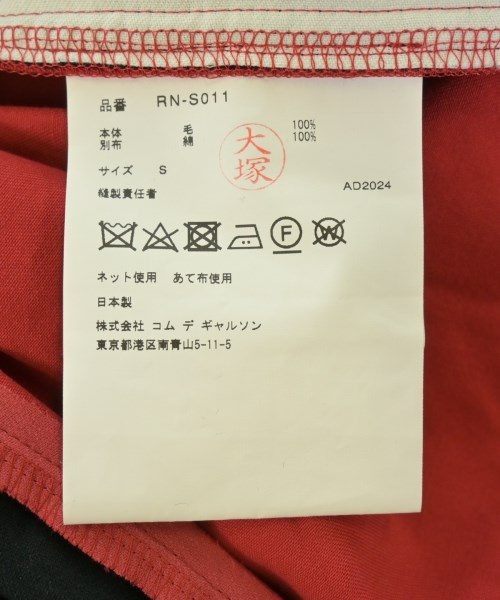 品番 RN-S011
本体 毛 100%
別布 綿 100%
大塚
サイズ S
縫製責任者
AD2024
F
W
ネット使用 あて布使用
日本製
株式会社 コム デ ギャルソン
東京都港区南青山5-11-5